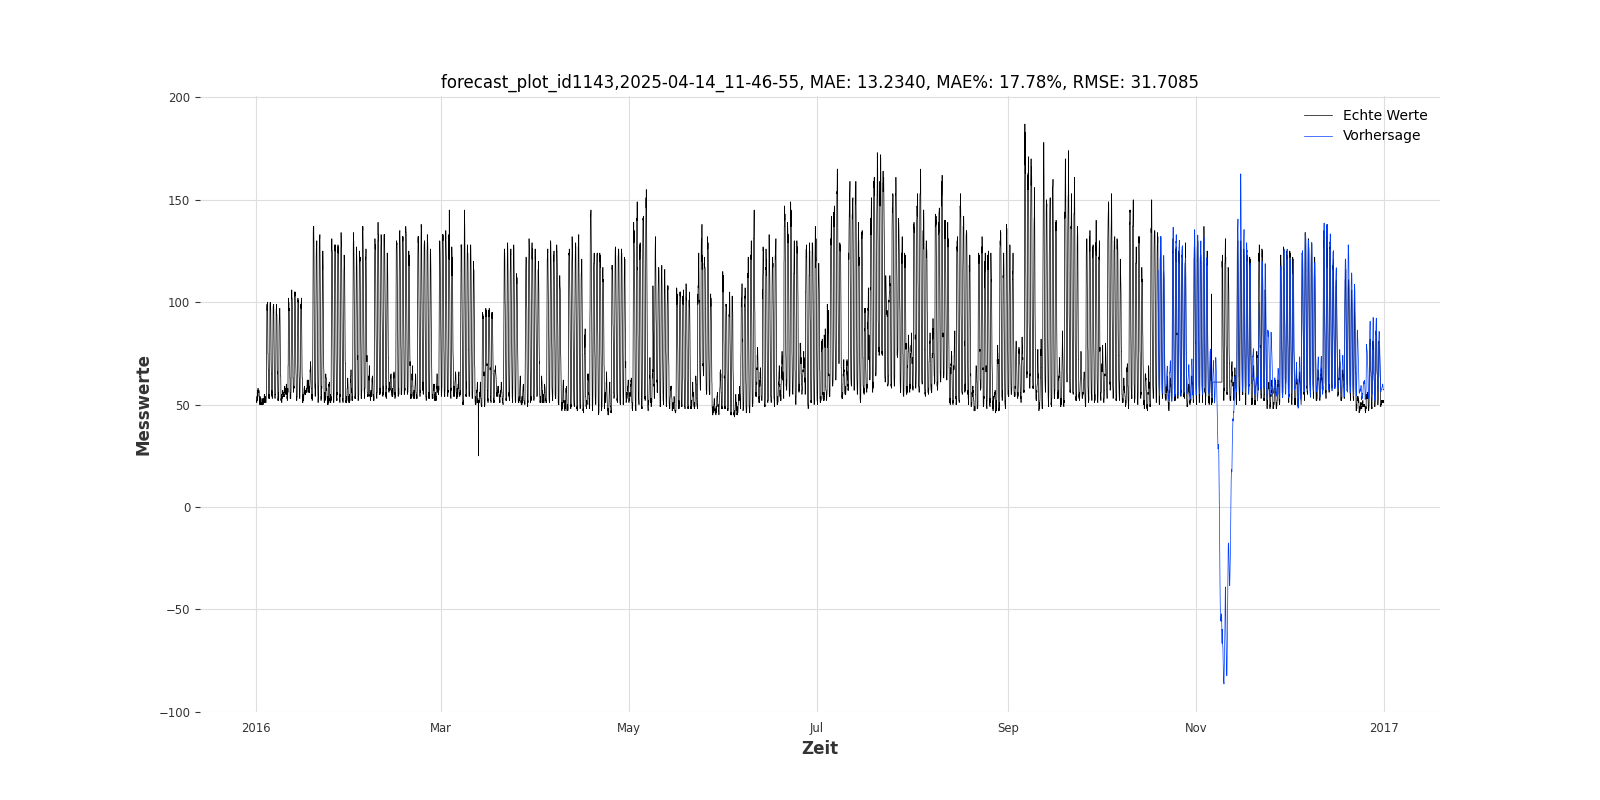 forecast_plot_id1143,2025-04-14_11-46-55, MAE: 13.2340, MAE%: 17.78%, RMSE: 31.7085
200
150
100
50
0
−50
−100
Messwerte
Echte Werte
Vorhersage
2016
Mar
May
Jul
Sep
Nov
2017
Zeit